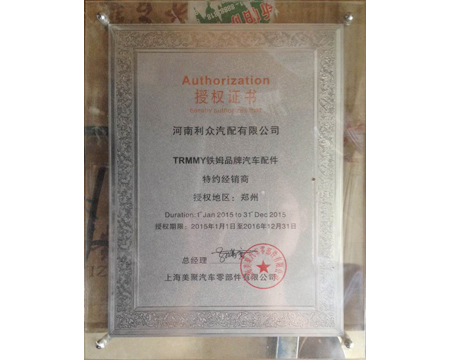 Authorization
授权证书
河南利众汽配有限公司
TRMMY铁姆品牌汽车配件
特约经销商
授权地区：郑州
Duration:1 Jan 2015 to 31 Dec 2015
授权期限：2015年1月1日至2016年12月31日
总经理
上海美聚汽车零部件有限公司